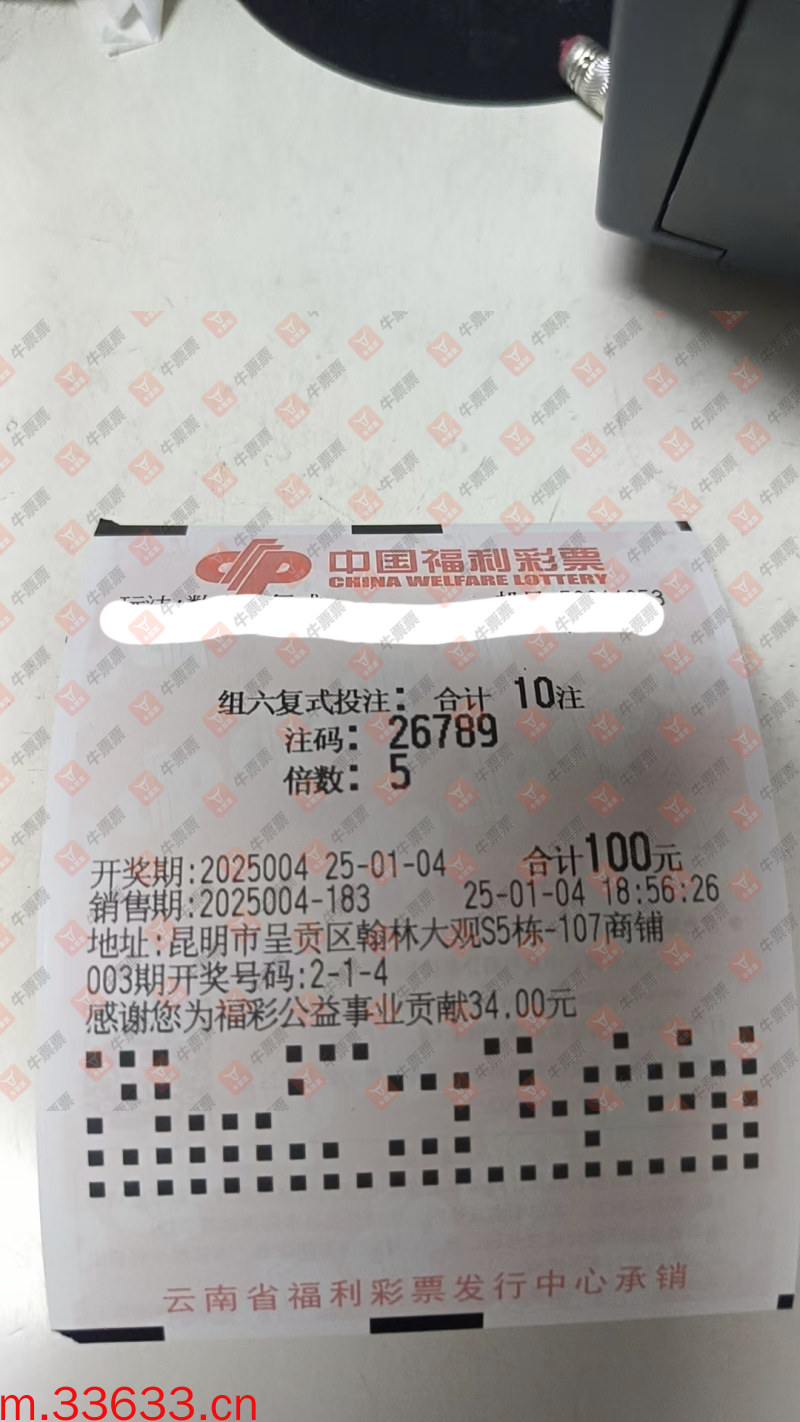 中国福利彩票
CHINA WELFARE LOTTERY
组六复式投注: 合计 10注
注码: 26789
倍数: 5
开奖期:2025004 25-01-04 合计100元
销售期:2025004-183 25-01-04 18:56:26
地址:昆明市呈贡区翰林大观S5栋-107商铺
003期开奖号码:2-1-4
感谢您为福彩公益事业贡献34.00元
云南省福利彩票发行中心承销
牛票票
m.33633.cn